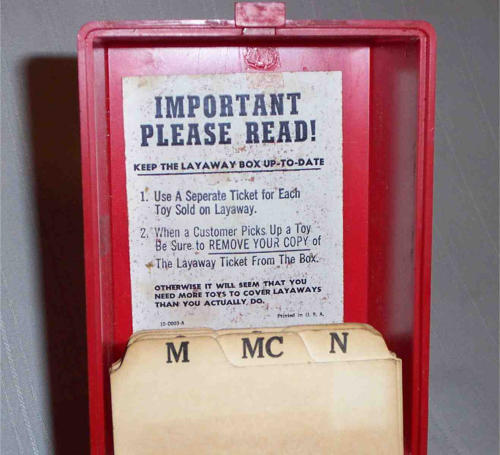 IMPORTANT
PLEASE READ!
KEEP THE LAYAWAY BOX UP-TO-DATE
1. Use A Seperate Ticket for Each
Toy Sold on Layaway.
2. When a Customer Picks Up a Toy
Be Sure to REMOVE YOUR COPY of
The Layaway Ticket From The Box.
OTHERWISE IT WILL SEEM THAT YOU
NEED MORE TOYS TO COVER LAYAWAYS
THAN YOU ACTUALLY DO.
10-0003-A Printed in U. S. A.
M MC N